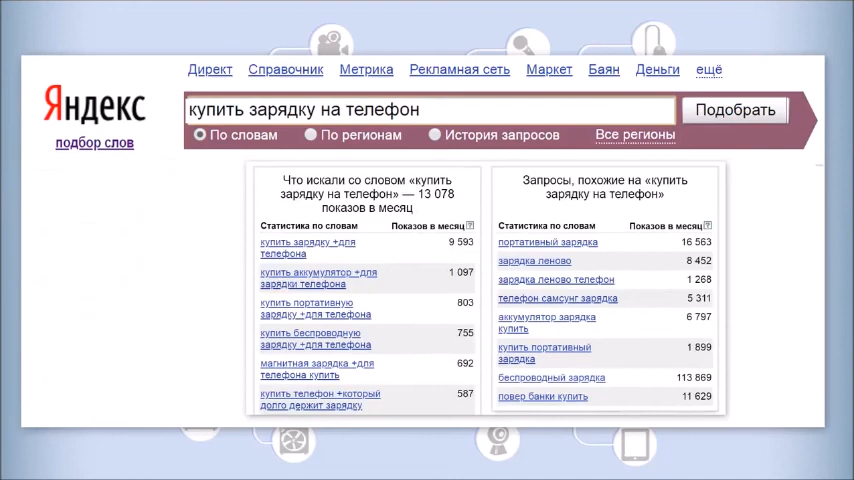 Директ Справочник Метрика Рекламная сеть Маркет Баян Деньги ещё
Яндекс
подбор слов
купить зарядку на телефон
Подобрать
По словам По регионам История запросов Все регионы
Что искали со словом «купить
зарядку на телефон» — 13 078
показов в месяц
Статистика по словам Показов в месяц ?
купить зарядку +для
телефона 9 593
купить аккумулятор +для
зарядки телефона 1 097
купить портативную
зарядку +для телефона 803
купить беспроводную
зарядку +для телефона 755
магнитная зарядка +для
телефона купить 692
купить телефон +который
долго держит зарядку 587
Запросы, похожие на «купить
зарядку на телефон»
Статистика по словам Показов в месяц ?
портативный зарядка 16 563
зарядка леново 8 452
зарядка леново телефон 1 268
телефон самсунг зарядка 5 311
аккумулятор зарядка
купить 6 797
купить портативный
зарядка 1 899
беспроводный зарядка 113 869
повер банки купить 11 629